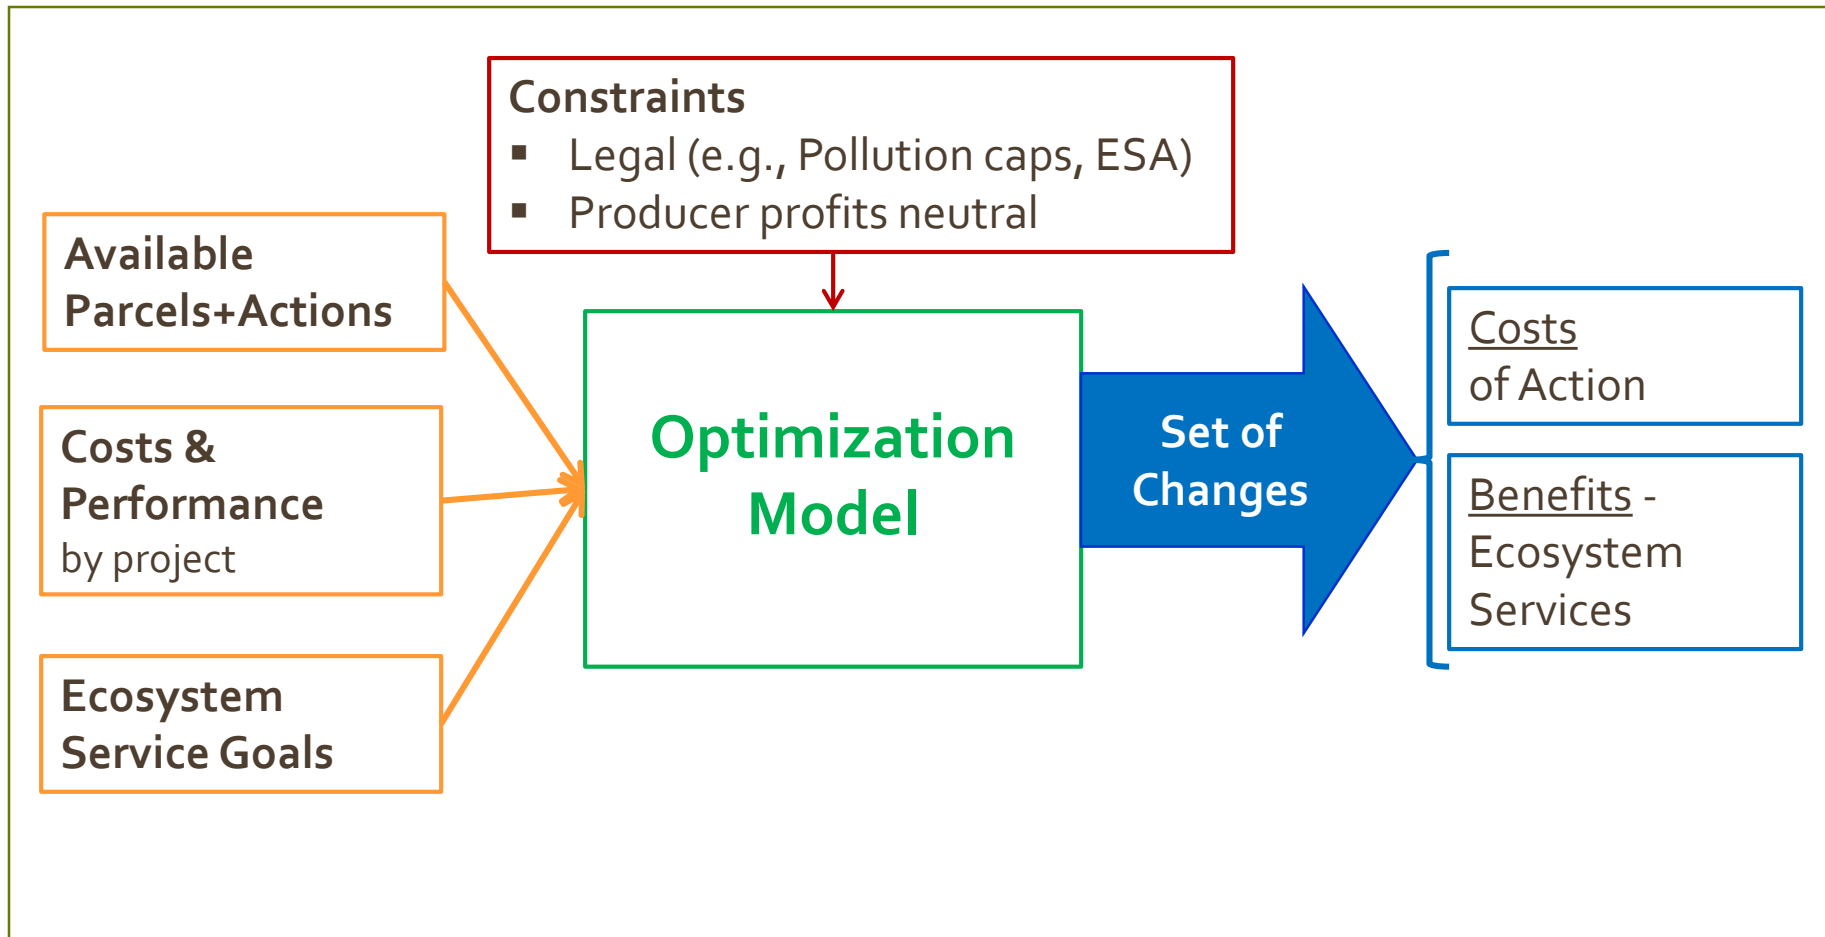 Constraints
▪ Legal (e.g., Pollution caps, ESA)
▪ Producer profits neutral
Available
Parcels+Actions
Costs &
Performance
by project
Ecosystem
Service Goals
Optimization
Model
Set of
Changes
Costs
of Action
Benefits -
Ecosystem
Services